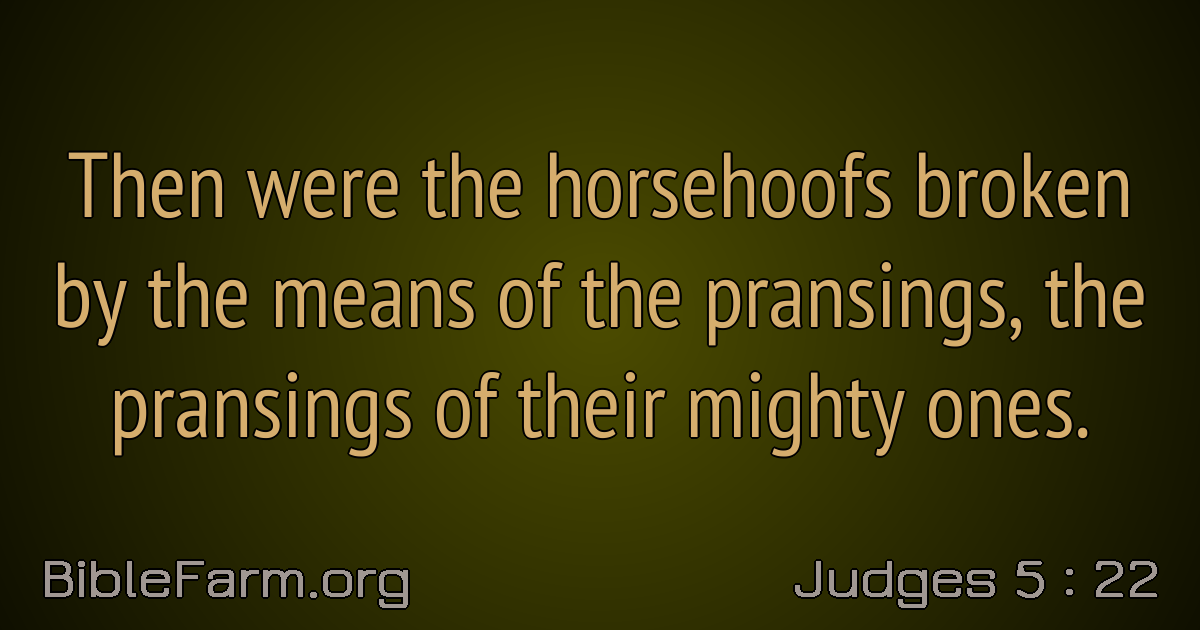 Then were the horsehoofs broken
by the means of the pransings, the
pransings of their mighty ones.
BibleFarm.org
Judges 5 : 22